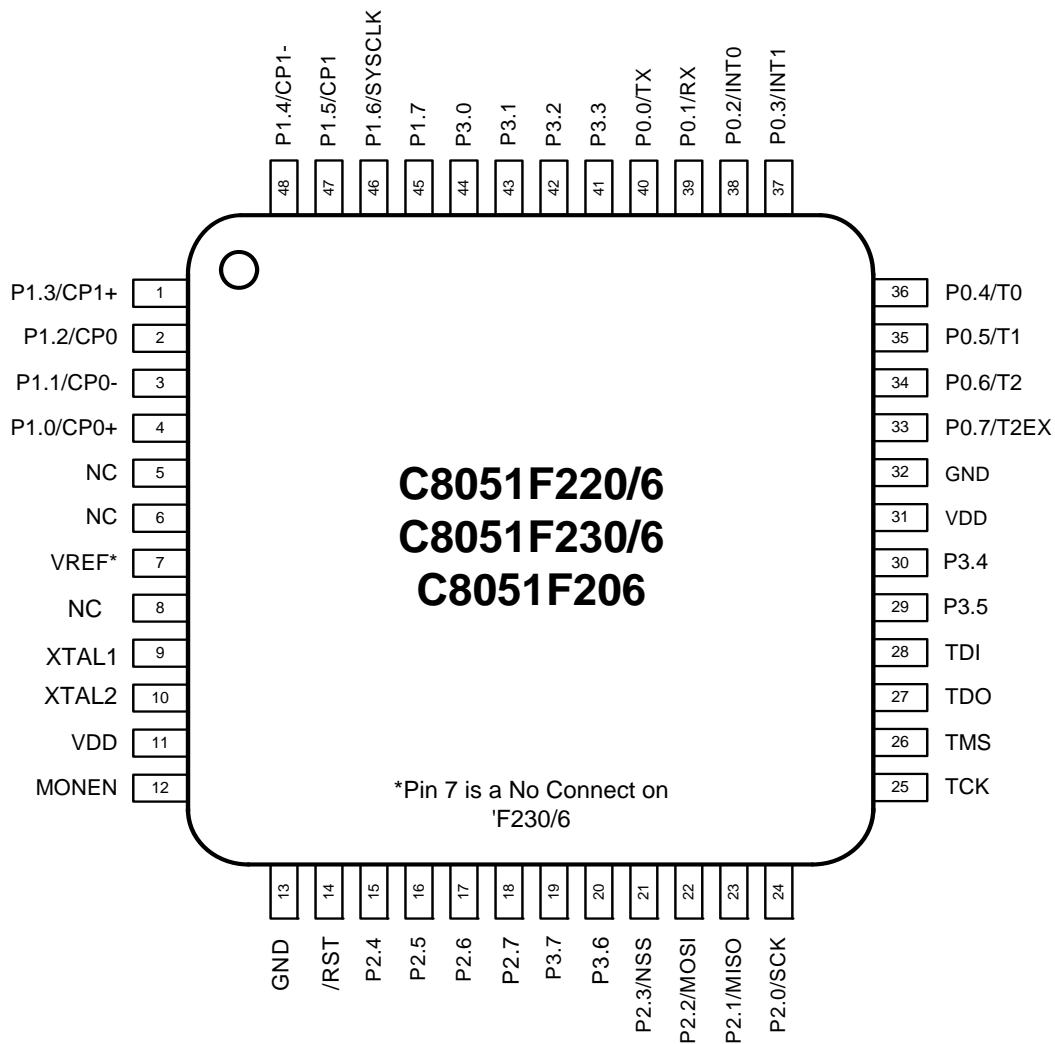 P1.4/CP1-
P1.5/CP1
P1.6/SYSCLK
P1.7
P3.0
P3.1
P3.2
P3.3
P0.0/TX
P0.1/RX
P0.2/INT0
P0.3/INT1
48
47
46
45
44
43
42
41
40
39
38
37
P1.3/CP1+ 1
P1.2/CP0 2
P1.1/CP0- 3
P1.0/CP0+ 4
NC 5
NC 6
VREF* 7
NC 8
XTAL1 9
XTAL2 10
VDD 11
MONEN 12
C8051F220/6
C8051F230/6
C8051F206
*Pin 7 is a No Connect on
'F230/6
36 P0.4/T0
35 P0.5/T1
34 P0.6/T2
33 P0.7/T2EX
32 GND
31 VDD
30 P3.4
29 P3.5
28 TDI
27 TDO
26 TMS
25 TCK
13
14
15
16
17
18
19
20
21
22
23
24
GND
/RST
P2.4
P2.5
P2.6
P2.7
P3.7
P3.6
P2.3/NSS
P2.2/MOSI
P2.1/MISO
P2.0/SCK